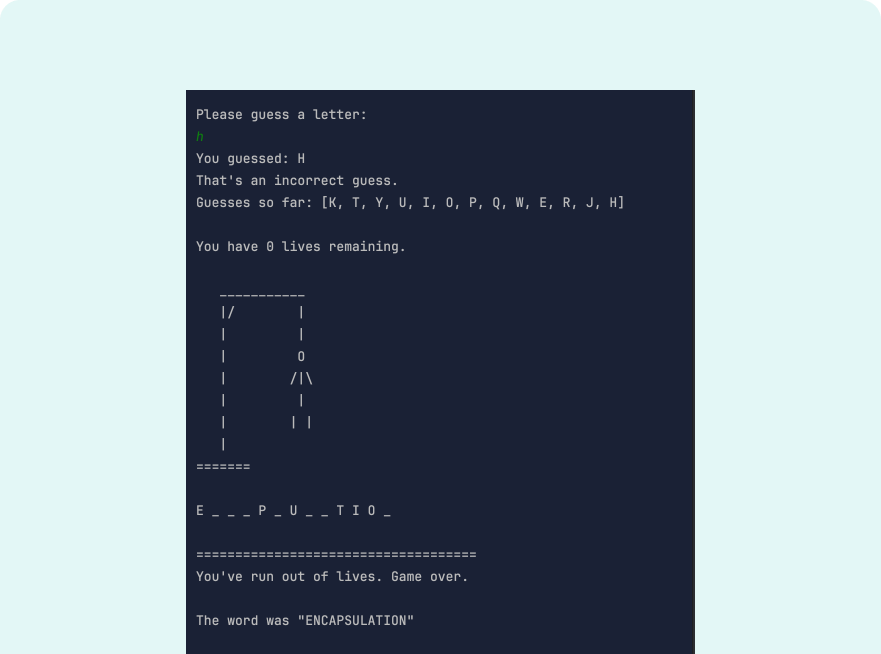 Please guess a letter:
h
You guessed: H
That's an incorrect guess.
Guesses so far: [K, T, Y, U, I, O, P, Q, W, E, R, J, H]
You have 0 lives remaining.
   ___________
   |/        |
   |         |
   |         O
   |        /|\
   |         |
   |        | |
   |
=======
E _ _ _ P _ U _ _ T I O _
====================================
You've run out of lives. Game over.
The word was "ENCAPSULATION"